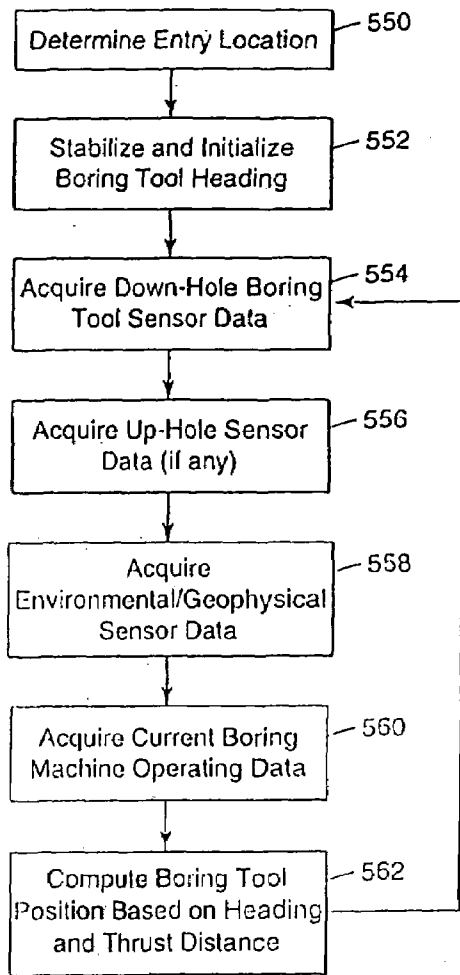 Determine Entry Location
550
Stabilize and Initialize
Boring Tool Heading
552
Acquire Down-Hole Boring
Tool Sensor Data
554
Acquire Up-Hole Sensor
Data (if any)
556
Acquire
Environmental/Geophysical
Sensor Data
558
Acquire Current Boring
Machine Operating Data
560
Compute Boring Tool
Position Based on Heading
and Thrust Distance
562